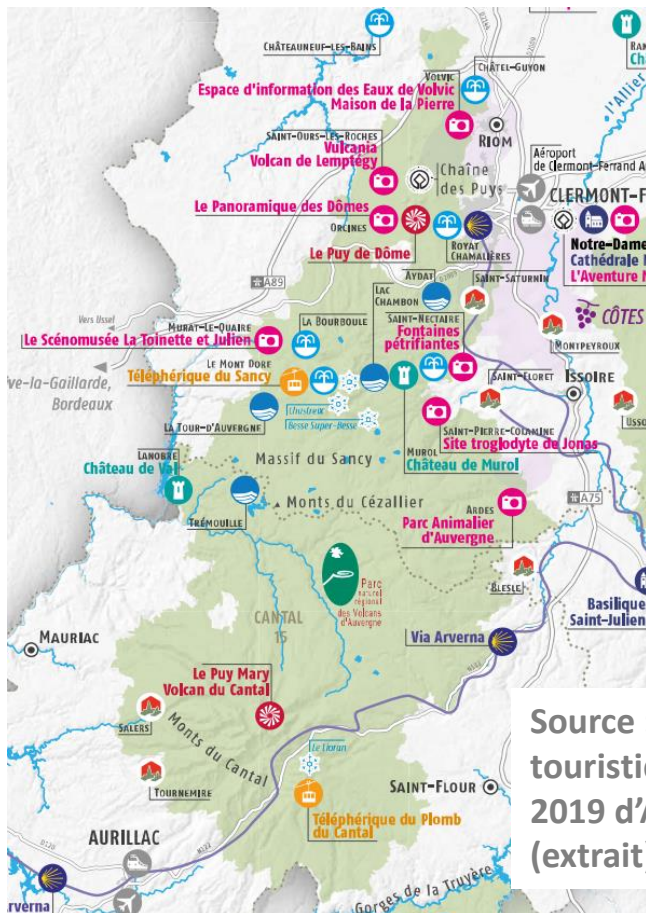 CHÂTEAUNEUF-LES-BAINS
CHÂTEL-GUYON
l'Allier
VOLVIC
Espace d'information des Eaux de Volvic
Maison de la Pierre
RIOM
SAINT-OURS-LES-ROCHES
Vulcania
Volcan de Lemptégy
Chaîne
des Puys
Aéroport
de Clermont-Ferrand
CLERMONT-F
Le Panoramique des Dômes
ORCINES
Le Puy de Dôme
ROYAT
CHAMALIÈRES
Notre-Dame
Cathédrale
L'Aventure
A89
AYDAT
LAC
CHAMBON
SAINT-SATURNIN
Vers Ussel
MURAT-LE-QUAIRE
Le Scénomusée La Toinette et Julien
LA BOURBOULE
SAINT-NECTAIRE
Fontaines
pétrifiantes
CÔTES
MONTPEYROUX
ve-la-Gaillarde,
Bordeaux
LE MONT DORE
Téléphérique du Sancy
Chastreix
Besse Super-Besse
SAINT-FLORET
ISSOIRE
LA TOUR-D'AUVERGNE
MUROL
Château de Murol
SAINT-PIERRE-COLAMINE
Site troglodyte de Jonas
LANOBRE
Château de Val
Massif du Sancy
TRÉMOUILLE
Monts du Cézallier
ARDES
Parc Animalier
d'Auvergne
A75
Parc
naturel
régional
des Volcans
d'Auvergne
BLESLE
CANTAL
15
Basilique
Saint-Julien
MAURIAC
Via Arverna
N122
Le Puy Mary
Volcan du Cantal
SALERS
Monts du Cantal
Le Lioran
TOURNEMIRE
SAINT-FLOUR
Téléphérique du Plomb
du Cantal
AURILLAC
D120
N122
rverna
Gorges de la Truyère
Source
touristi
2019 d'
(extrait)